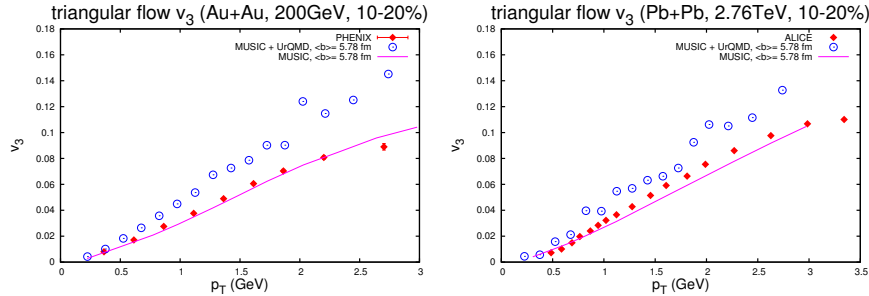 triangular flow v3 (Au+Au, 200GeV, 10-20%)
PHENIX
MUSIC + UrQMD, <b>= 5.78 fm
MUSIC, <b>= 5.78 fm
v3
0.16
0.14
0.12
0.1
0.08
0.06
0.04
0.02
0
0 0.5 1 1.5 2 2.5 3
pT (GeV)
triangular flow v3 (Pb+Pb, 2.76TeV, 10-20%)
ALICE
MUSIC + UrQMD, <b>= 5.78 fm
MUSIC, <b>= 5.78 fm
v3
0.16
0.14
0.12
0.1
0.08
0.06
0.04
0.02
0
0 0.5 1 1.5 2 2.5 3 3.5
pT (GeV)